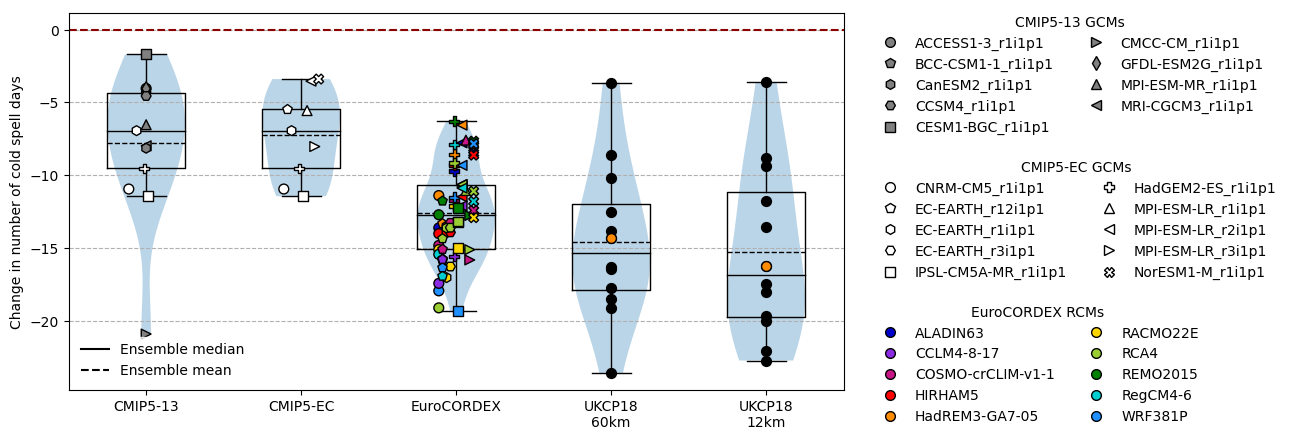 Change in number of cold spell days
0
−5
−10
−15
−20
Ensemble median
Ensemble mean
CMIP5-13
CMIP5-EC
EuroCORDEX
UKCP18
60km
UKCP18
12km
CMIP5-13 GCMs
ACCESS1-3_r1i1p1
BCC-CSM1-1_r1i1p1
CanESM2_r1i1p1
CCSM4_r1i1p1
CESM1-BGC_r1i1p1
CMCC-CM_r1i1p1
GFDL-ESM2G_r1i1p1
MPI-ESM-MR_r1i1p1
MRI-CGCM3_r1i1p1
CMIP5-EC GCMs
CNRM-CM5_r1i1p1
EC-EARTH_r12i1p1
EC-EARTH_r1i1p1
EC-EARTH_r3i1p1
IPSL-CM5A-MR_r1i1p1
HadGEM2-ES_r1i1p1
MPI-ESM-LR_r1i1p1
MPI-ESM-LR_r2i1p1
MPI-ESM-LR_r3i1p1
NorESM1-M_r1i1p1
EuroCORDEX RCMs
ALADIN63
CCLM4-8-17
COSMO-crCLIM-v1-1
HIRHAM5
HadREM3-GA7-05
RACMO22E
RCA4
REMO2015
RegCM4-6
WRF381P